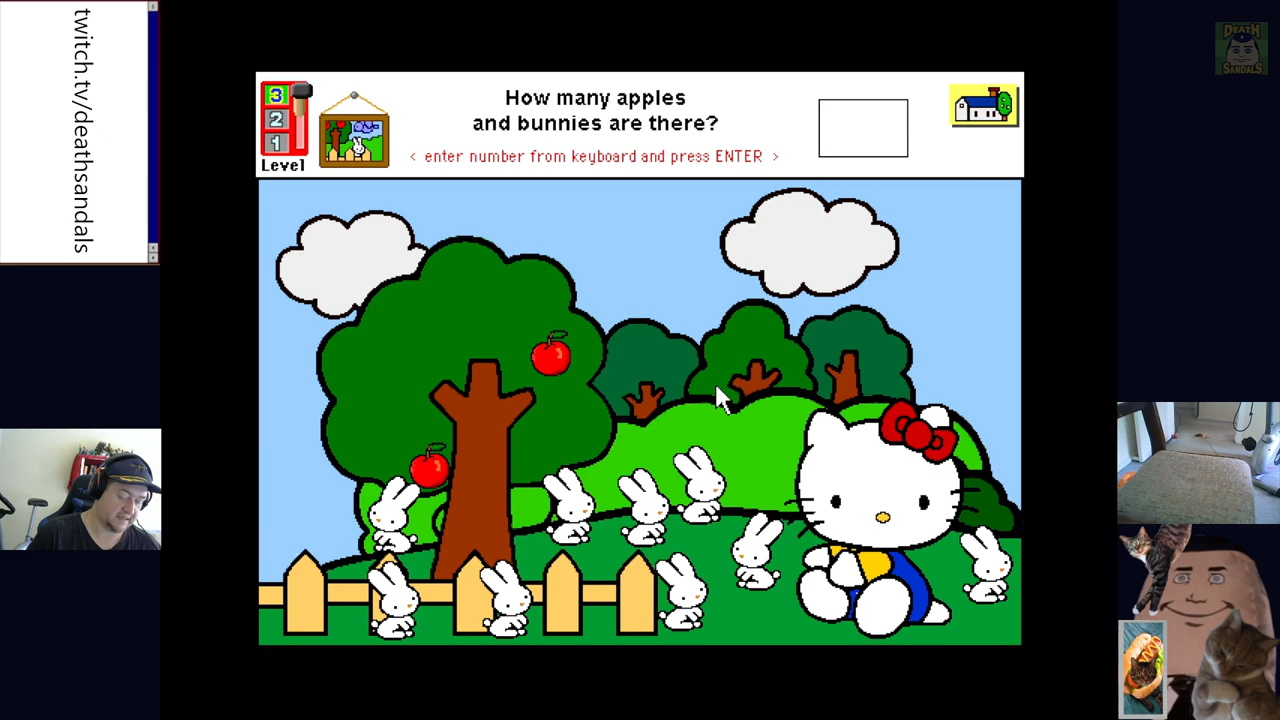 twitch.tv/deathsandals
3
2
1
Level
How many apples
and bunnies are there?
< enter number from keyboard and press ENTER >
DEATH
SANDALS